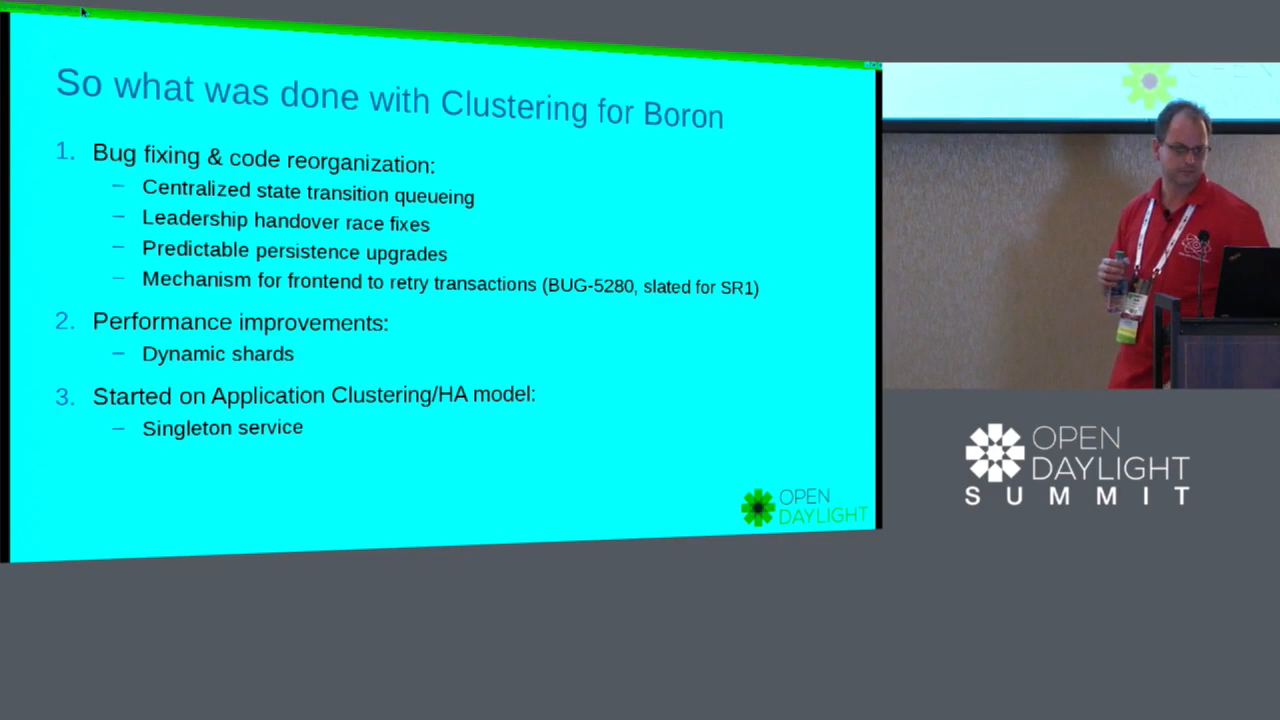 So what was done with Clustering for Boron
1. Bug fixing & code reorganization:
– Centralized state transition queueing
– Leadership handover race fixes
– Predictable persistence upgrades
– Mechanism for frontend to retry transactions (BUG-5280, slated for SR1)
2. Performance improvements:
– Dynamic shards
3. Started on Application Clustering/HA model:
– Singleton service
OPEN
DAYLIGHT
OPEN
DAYLIGHT
SUMMIT